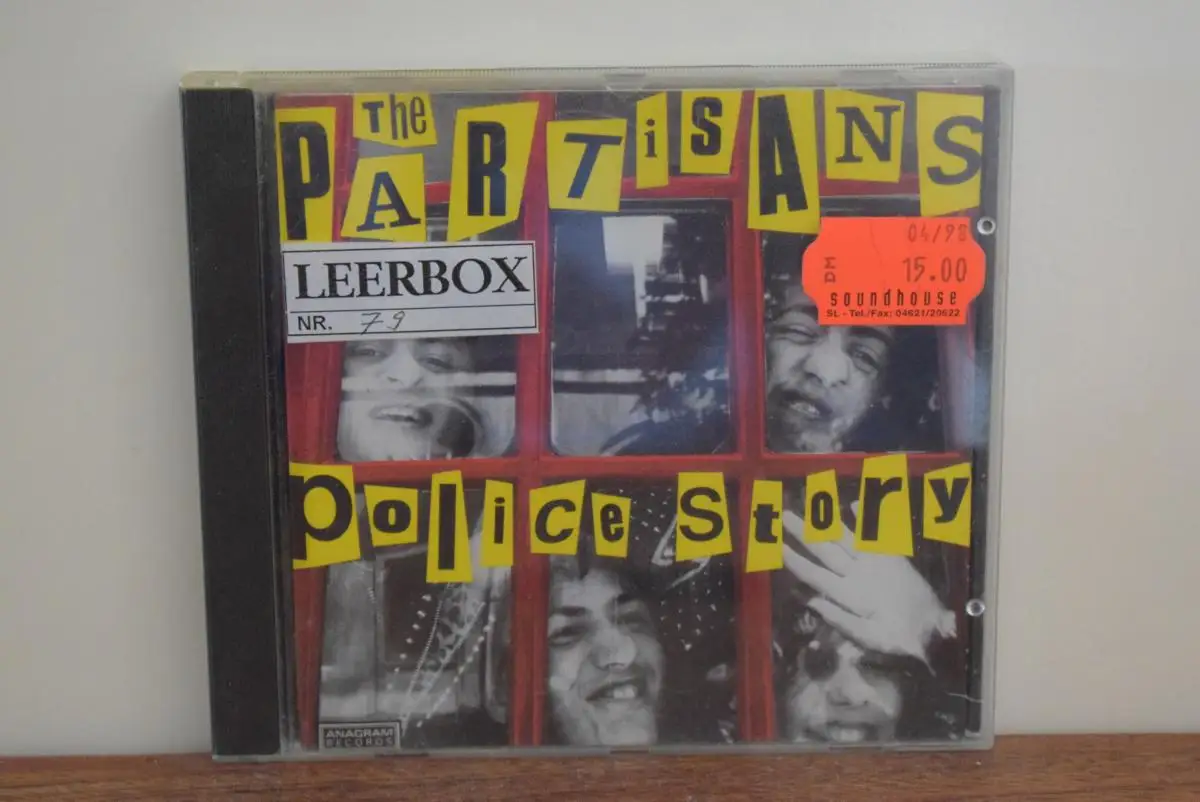 The
PARTiSANS
LEERBOX
NR. 79
04/98
DM 15.00
soundhouse
SL - Tel./Fax: 04621/20622
police story
ANAGRAM
RECORDS